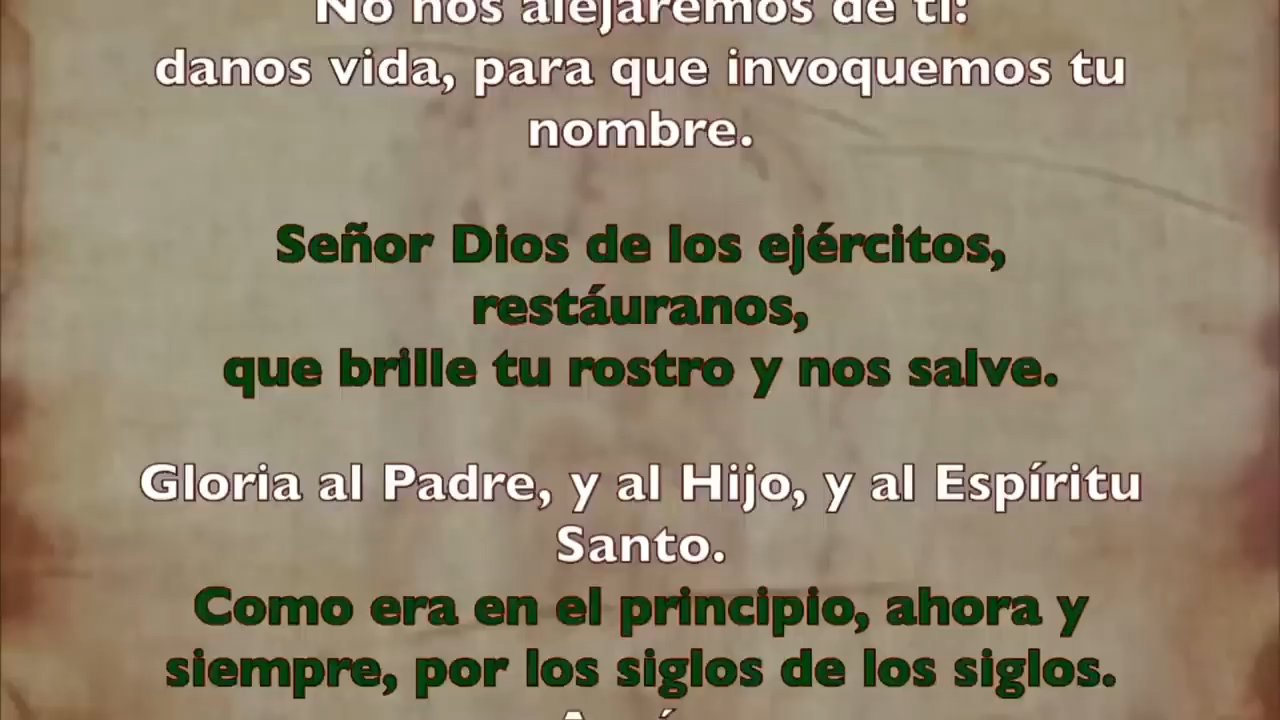 No nos alejaremos de ti:
danos vida, para que invoquemos tu
nombre.
Señor Dios de los ejércitos,
restáuranos,
que brille tu rostro y nos salve.
Gloria al Padre, y al Hijo, y al Espíritu
Santo.
Como era en el principio, ahora y
siempre, por los siglos de los siglos.